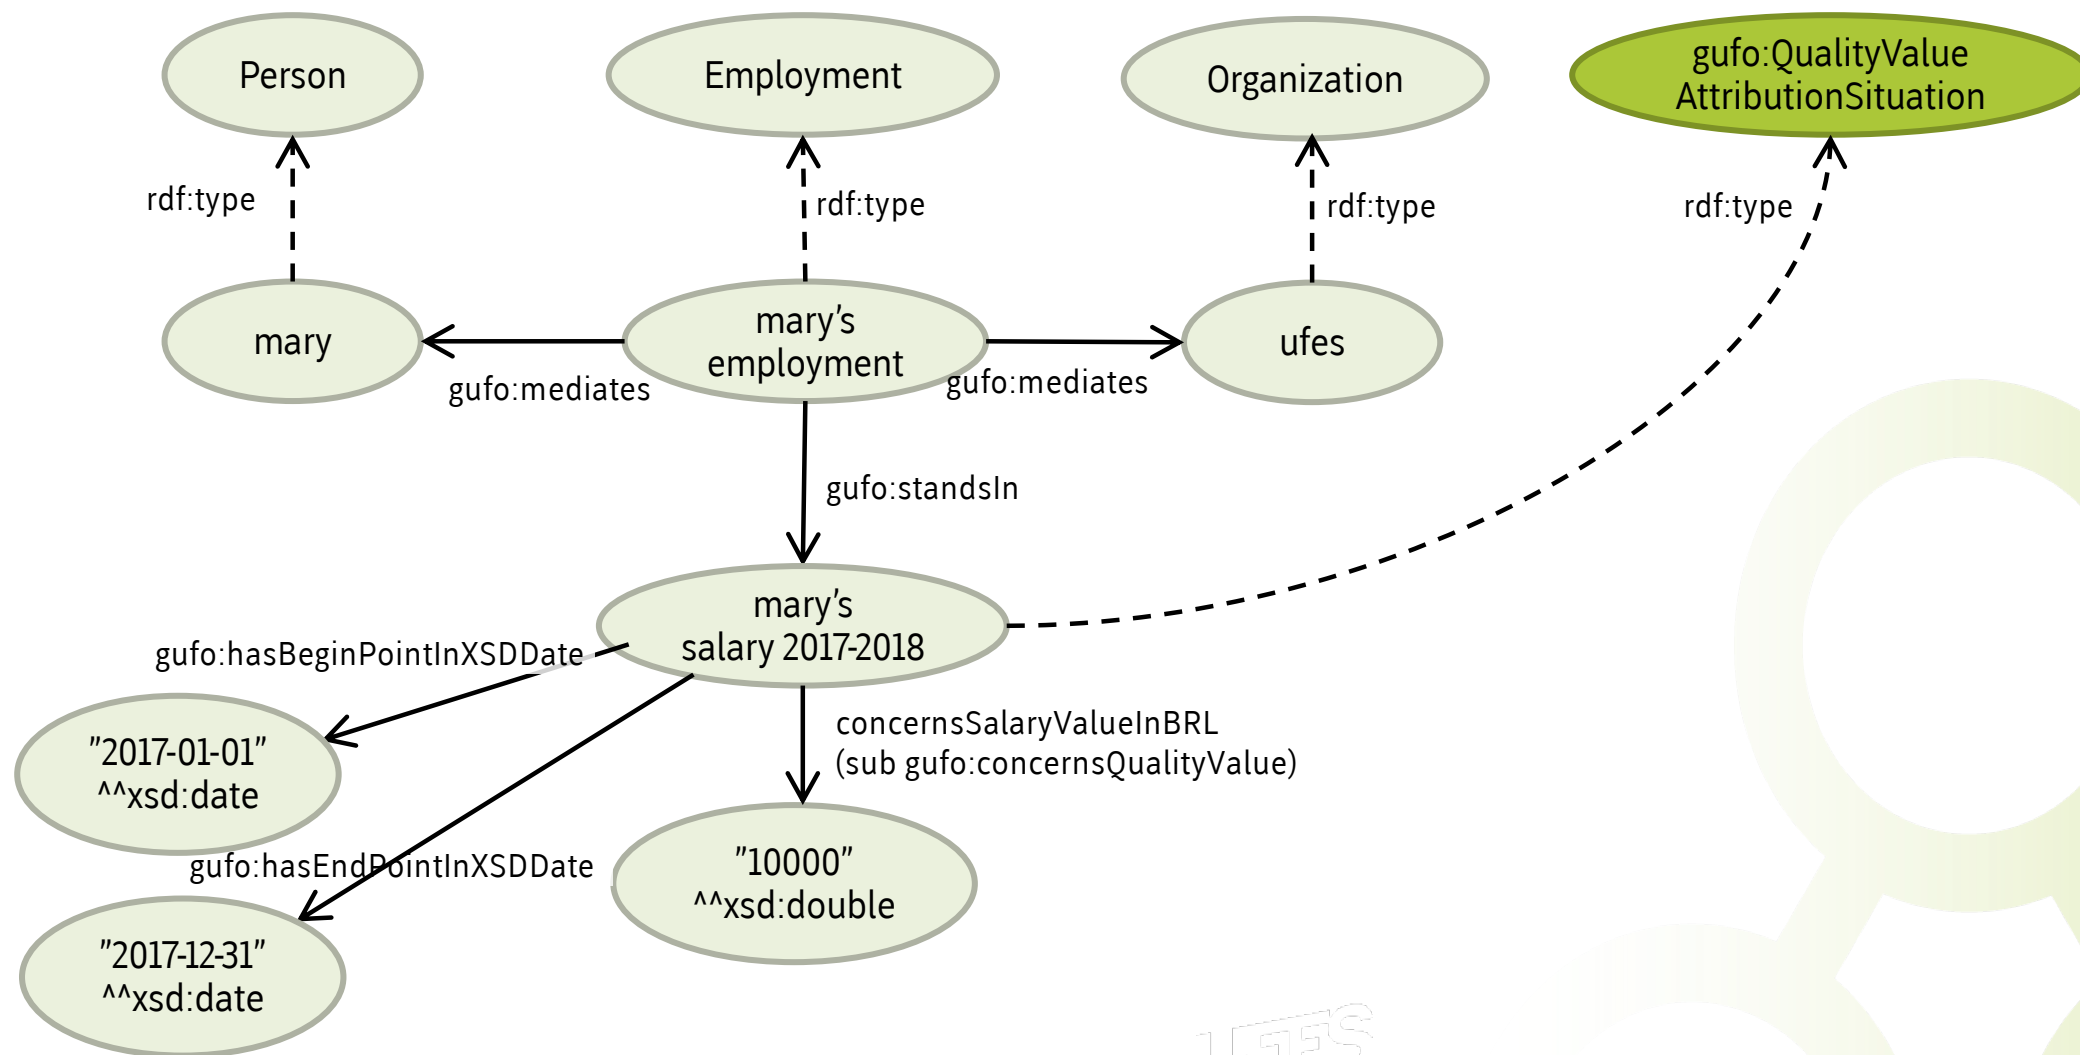 Person
Employment
Organization
gufo:QualityValue
AttributionSituation
rdf:type
rdf:type
rdf:type
rdf:type
mary
mary’s
employment
ufes
gufo:mediates
gufo:mediates
gufo:standsIn
mary’s
salary 2017-2018
gufo:hasBeginPointInXSDDate
concernsSalaryValueInBRL
(sub gufo:concernsQualityValue)
"2017-01-01"
^^xsd:date
gufo:hasEndPointInXSDDate
"10000"
^^xsd:double
"2017-12-31"
^^xsd:date